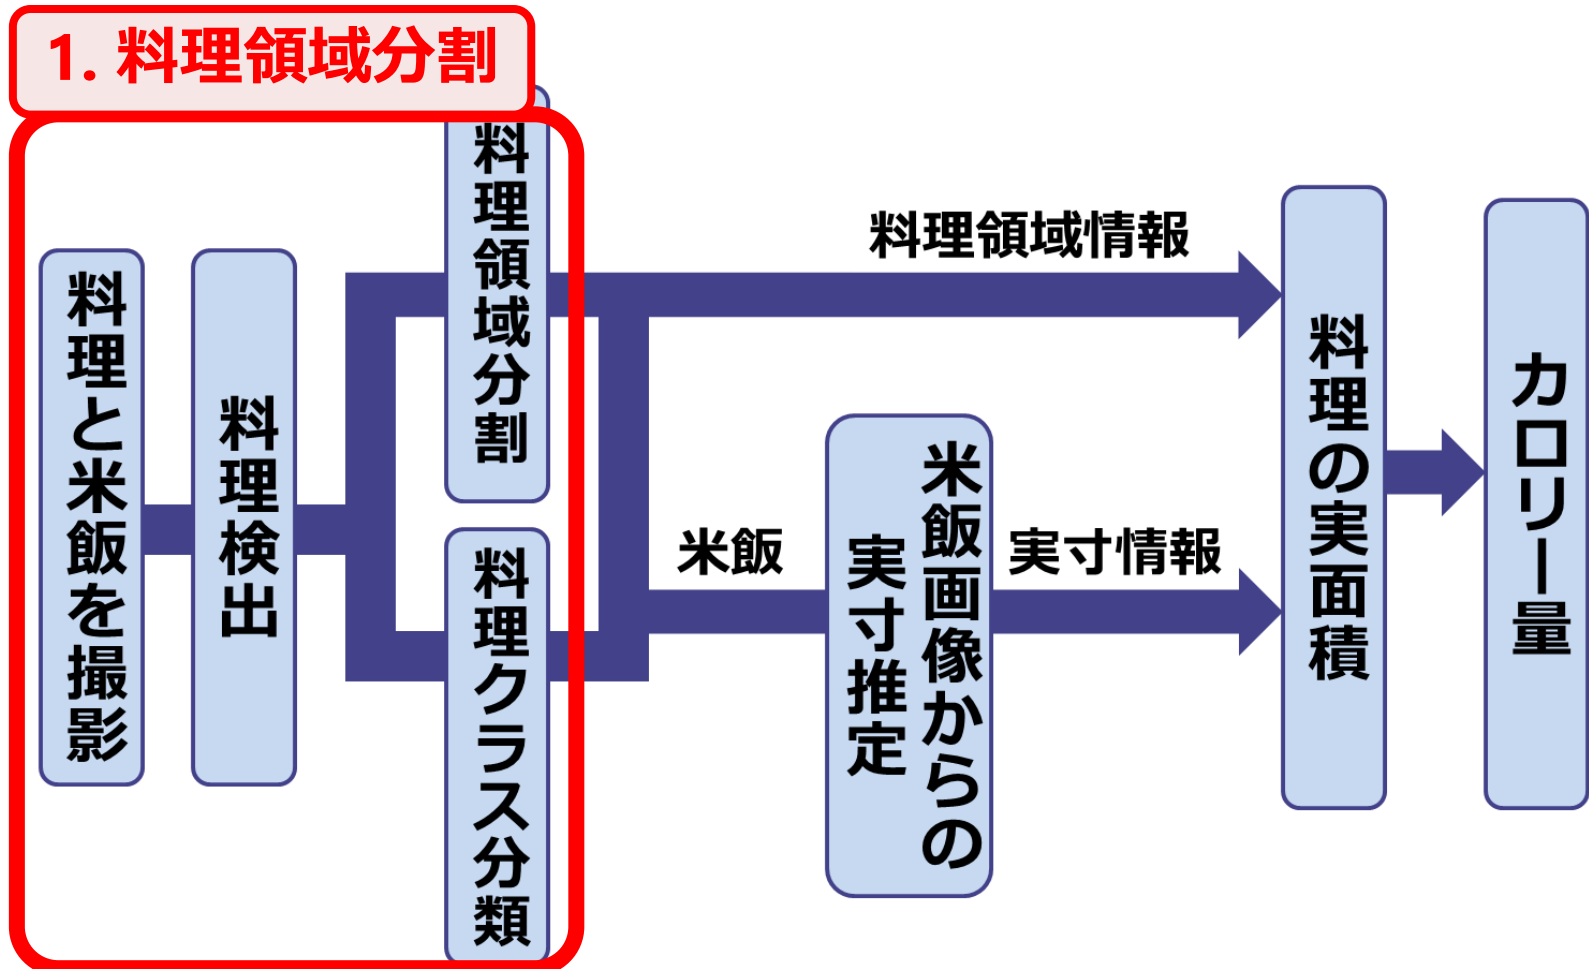 1. 料理領域分割
料理と米飯を撮影
料理検出
料理領域分割
料理クラス分類
料理領域情報
米飯
米飯画像からの
実寸推定
実寸情報
料理の実面積
カロリー量